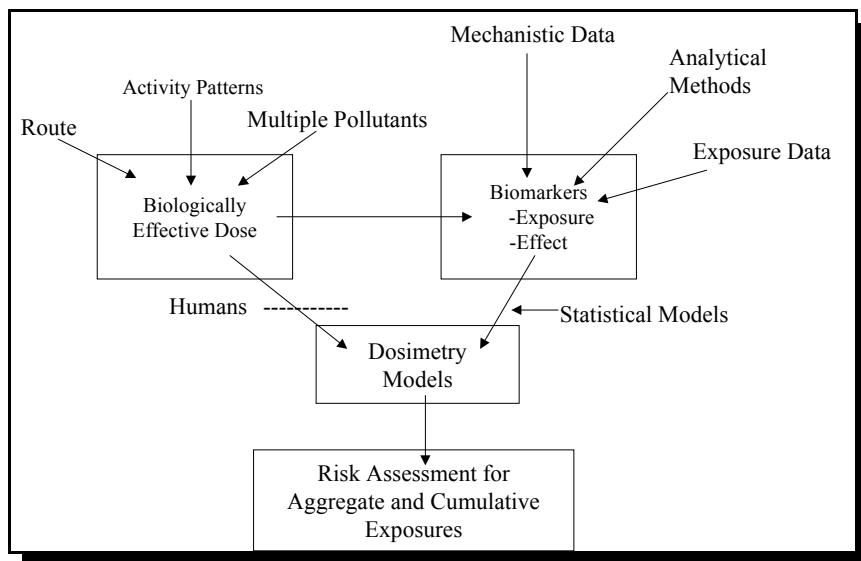 Mechanistic Data
Analytical
Methods
Activity Patterns
Multiple Pollutants
Route
Exposure Data
Biologically
Effective Dose
Biomarkers
-Exposure
-Effect
Humans
Statistical Models
Dosimetry
Models
Risk Assessment for
Aggregate and Cumulative
Exposures